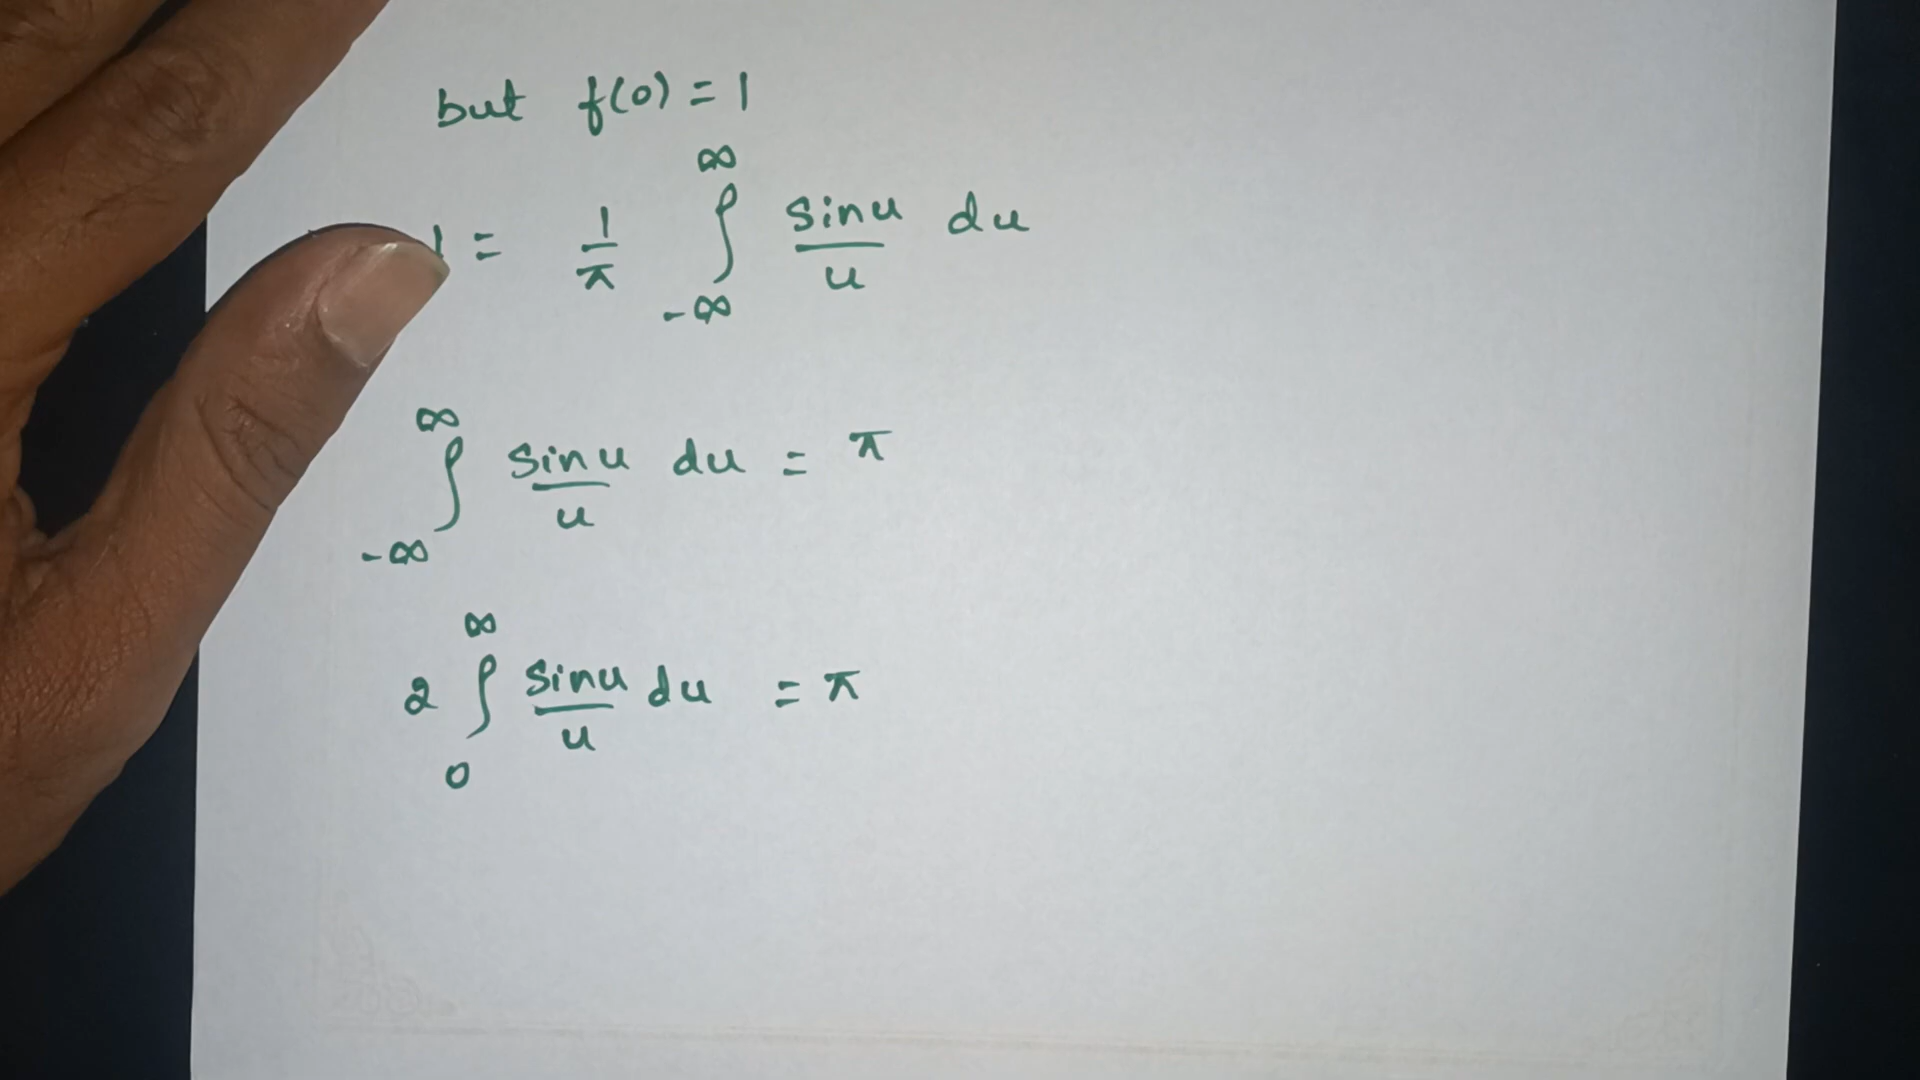 but f(0) = 1
1 = 1/π ∫_{-∞}^{∞} sinu/u du
∫_{-∞}^{∞} sinu/u du = π
2 ∫_{0}^{∞} sinu/u du = π